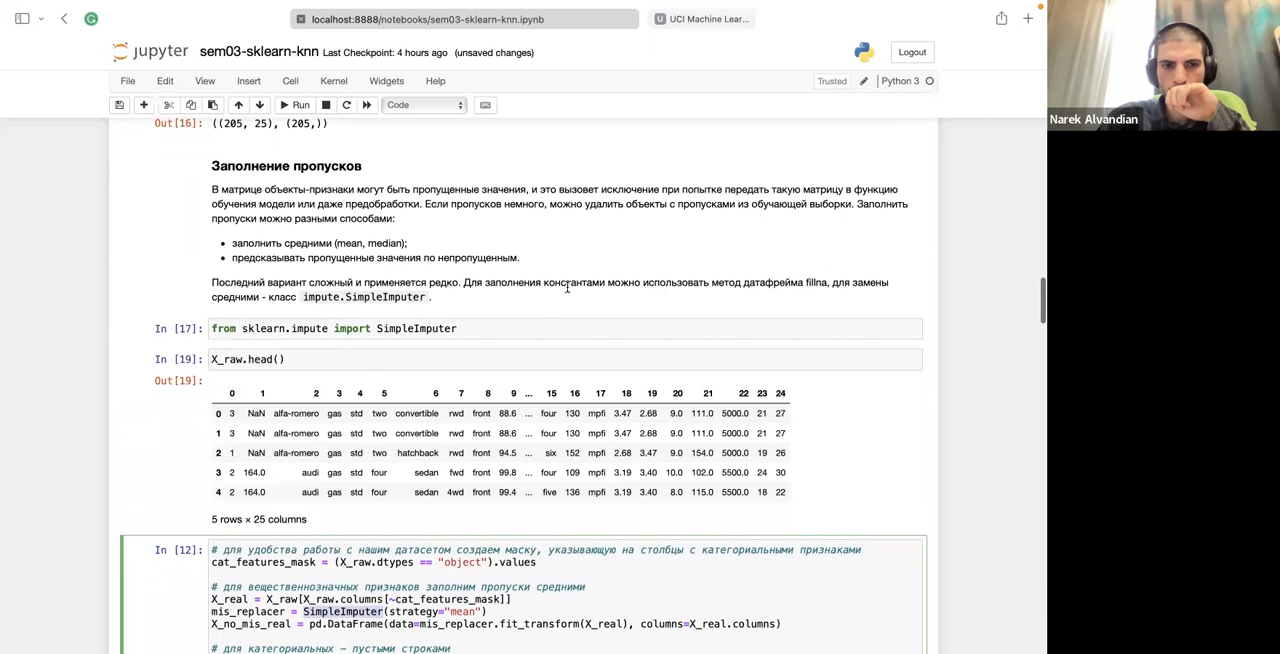 localhost:8888/notebooks/sem03-sklearn-knn.ipynb
UCI Machine Lear...
jupyter sem03-sklearn-knn Last Checkpoint: 4 hours ago (unsaved changes)
Logout
File Edit View Insert Cell Kernel Widgets Help
Trusted Python 3
Run Code
Narek Alvandian
Out[16]: ((205, 25), (205,))
Заполнение пропусков
В матрице объекты-признаки могут быть пропущенные значения, и это вызовет исключение при попытке передать такую матрицу в функцию
обучения модели или даже предобработки. Если пропусков немного, можно удалить объекты с пропусками из обучающей выборки. Заполнить
пропуски можно разными способами:
• заполнить средними (mean, median);
• предсказывать пропущенные значения по непропущенным.
Последний вариант сложный и применяется редко. Для заполнения константами можно использовать метод датафрейма fillna, для замены
средними - класс impute.SimpleImputer .
In [17]: from sklearn.impute import SimpleImputer
In [19]: X_raw.head()
Out[19]:
0 1 2 3 4 5 6 7 8 9 ... 15 16 17 18 19 20 21 22 23 24
0 3 NaN alfa-romero gas std two convertible rwd front 88.6 ... four 130 mpfi 3.47 2.68 9.0 111.0 5000.0 21 27
1 3 NaN alfa-romero gas std two convertible rwd front 88.6 ... four 130 mpfi 3.47 2.68 9.0 111.0 5000.0 21 27
2 1 NaN alfa-romero gas std two hatchback rwd front 94.5 ... six 152 mpfi 2.68 3.47 9.0 154.0 5000.0 19 26
3 2 164.0 audi gas std four sedan fwd front 99.8 ... four 109 mpfi 3.19 3.40 10.0 102.0 5500.0 24 30
4 2 164.0 audi gas std four sedan 4wd front 99.4 ... five 136 mpfi 3.19 3.40 8.0 115.0 5500.0 18 22
5 rows × 25 columns
In [12]: # для удобства работы с нашим датасетом создаем маску, указывающую на столбцы с категориальными признаками
cat_features_mask = (X_raw.dtypes == "object").values
# для вещественнозначных признаков заполним пропуски средними
X_real = X_raw[X_raw.columns[~cat_features_mask]]
mis_replacer = SimpleImputer(strategy="mean")
X_no_mis_real = pd.DataFrame(data=mis_replacer.fit_transform(X_real), columns=X_real.columns)
# для категориальных - пустыми строками